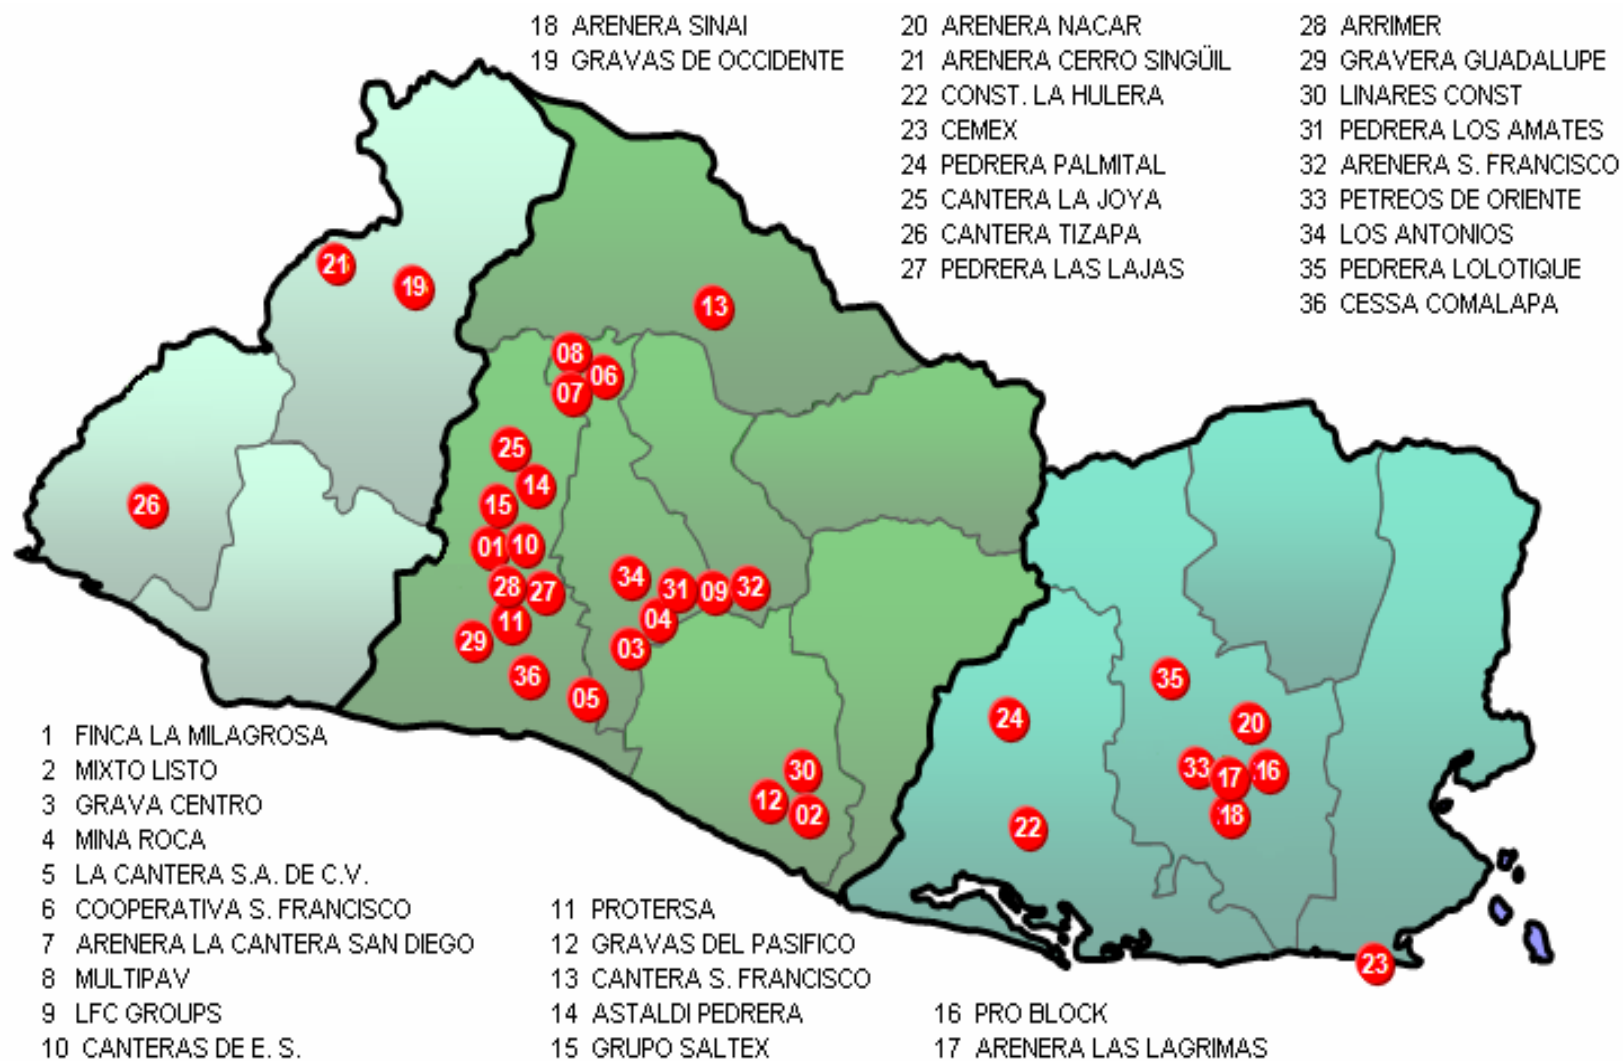 18 ARENERA SINAI
19 GRAVAS DE OCCIDENTE
20 ARENERA NACAR
21 ARENERA CERRO SINGÜIL
22 CONST. LA HULERA
23 CEMEX
24 PEDRERA PALMITAL
25 CANTERA LA JOYA
26 CANTERA TIZAPA
27 PEDRERA LAS LAJAS
28 ARRIMER
29 GRAVERA GUADALUPE
30 LINARES CONST
31 PEDRERA LOS AMATES
32 ARENERA S. FRANCISCO
33 PETREOS DE ORIENTE
34 LOS ANTONIOS
35 PEDRERA LOLOTIQUE
36 CESSA COMALAPA
21
19
13
08
06
07
25
14
15
26
01
10
28
27
34
31
09
32
11
04
29
03
36
05
35
24
20
30
33
17
16
12
02
18
22
23
1 FINCA LA MILAGROSA
2 MIXTO LISTO
3 GRAVA CENTRO
4 MINA ROCA
5 LA CANTERA S.A. DE C.V.
6 COOPERATIVA S. FRANCISCO
7 ARENERA LA CANTERA SAN DIEGO
8 MULTIPAV
9 LFC GROUPS
10 CANTERAS DE E. S.
11 PROTERSA
12 GRAVAS DEL PASIFICO
13 CANTERA S. FRANCISCO
14 ASTALDI PEDRERA
15 GRUPO SALTEX
16 PRO BLOCK
17 ARENERA LAS LAGRIMAS